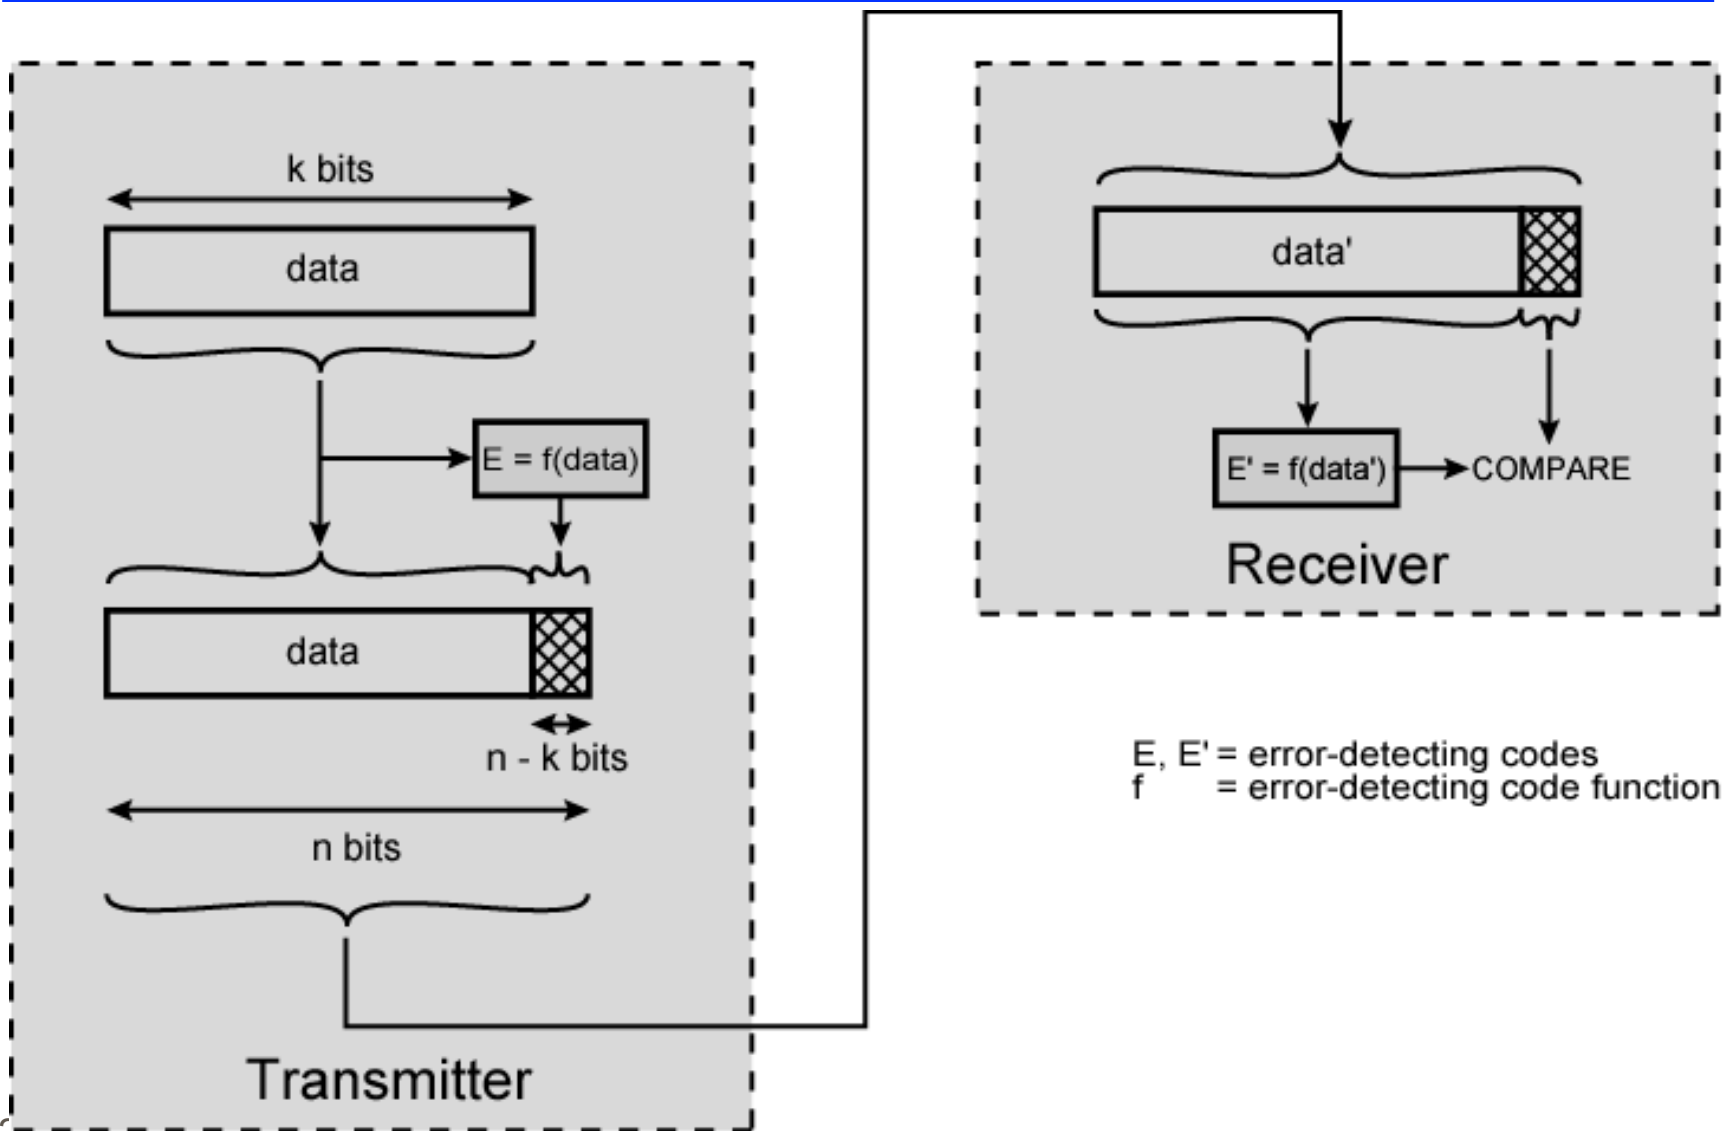 k bits
data
E = f(data)
data
n - k bits
n bits
Transmitter
data'
E' = f(data')
COMPARE
Receiver
E, E' = error-detecting codes
f = error-detecting code function